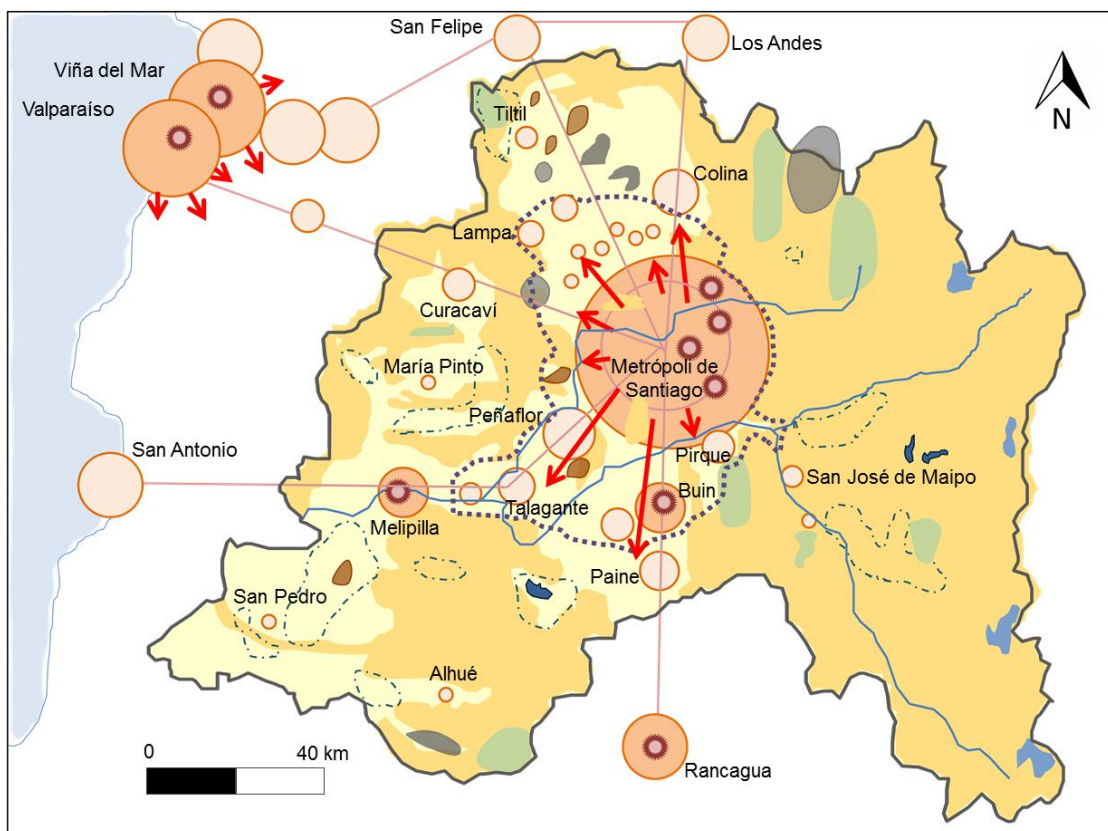 San Felipe
Los Andes
Viña del Mar
Valparaíso
N
Tiltil
Colina
Lampa
Curacaví
María Pinto
Metrópoli de
Santiago
Peñaflor
Pirque
San Antonio
San José de Maipo
Buin
Talagante
Melipilla
Paine
San Pedro
Alhué
0
40 km
Rancagua